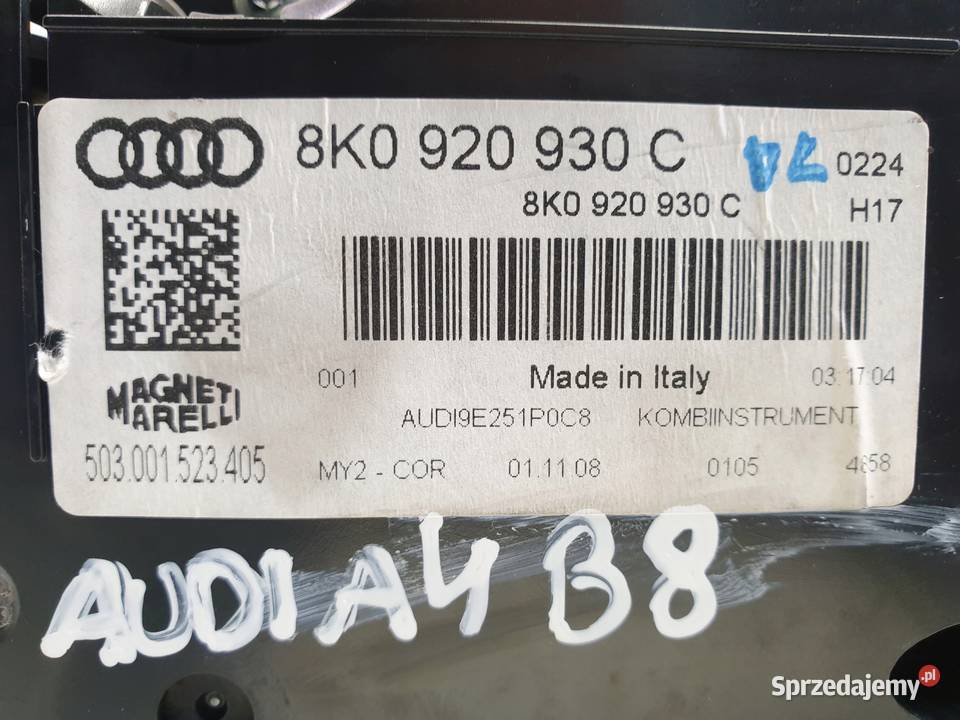 8K0 920 930 C 0224
8K0 920 930 C H17
001 Made in Italy 03:17:04
MAGNETI
MARELLI
AUDI9E251P0C8 KOMBIINSTRUMENT
503.001.523.405
MY2 - COR 01.11.08 0105
AUDI A4 B8
Sprzedajemy.pl